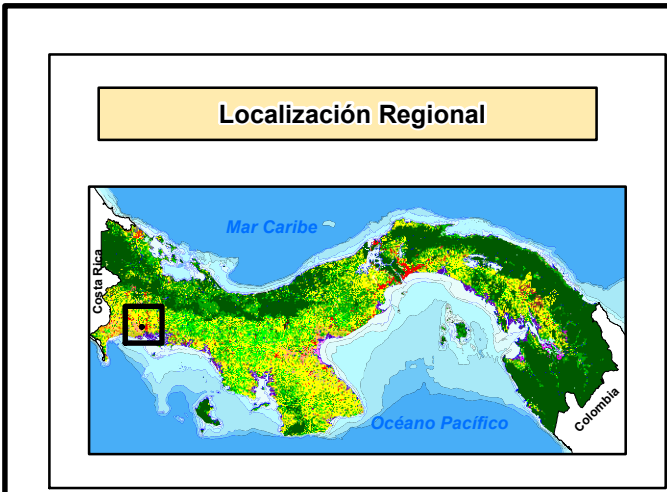 Localización Regional
Mar Caribe
Costa Rica
Océano Pacífico
Colombia